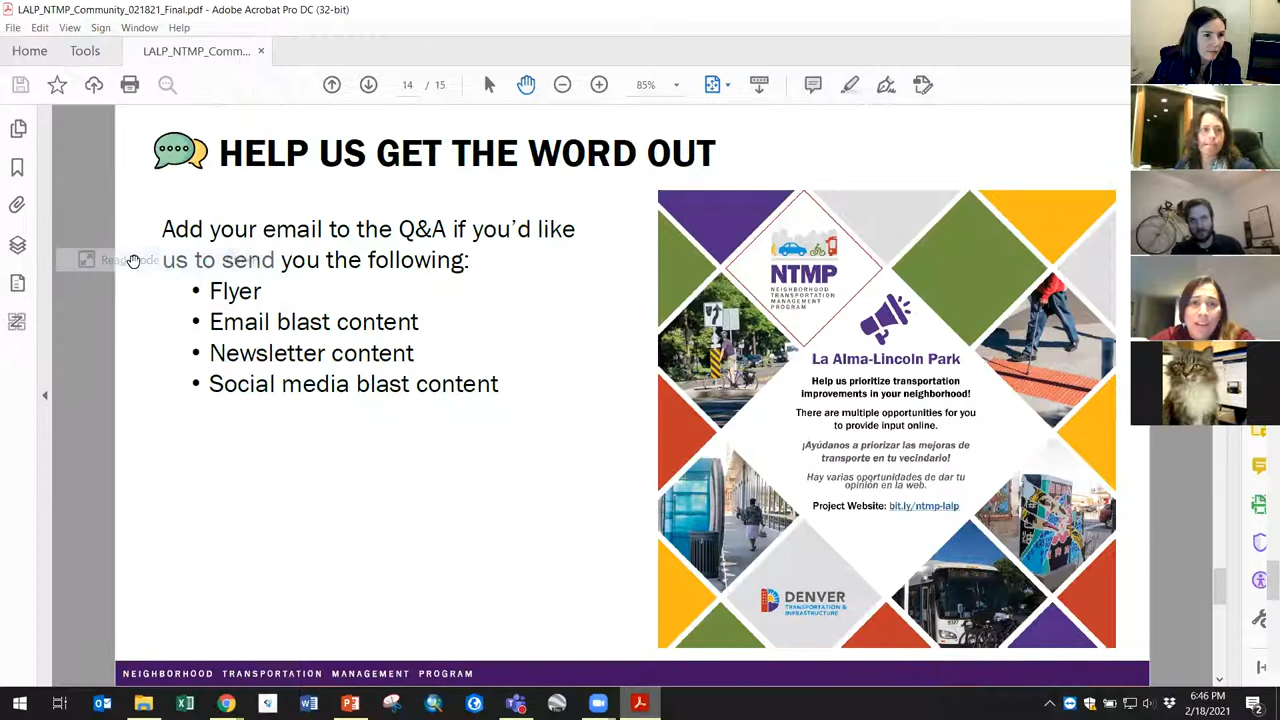 LALP_NTMP_Community_021821_Final.pdf - Adobe Acrobat Pro DC (32-bit)
File Edit View Sign Window Help
Home Tools LALP_NTMP_Comm... ×
14 / 15 85%
HELP US GET THE WORD OUT
Add your email to the Q&A if you'd like
us to send you the following:
• Flyer
• Email blast content
• Newsletter content
• Social media blast content
NTMP
NEIGHBORHOOD
TRANSPORTATION
MANAGEMENT
PROGRAM
La Alma-Lincoln Park
Help us prioritize transportation
improvements in your neighborhood!
There are multiple opportunities for you
to provide input online.
¡Ayúdanos a priorizar las mejoras de
transporte en tu vecindario!
Hay varias oportunidades de dar tu
opinión en la web.
Project Website: bit.ly/ntmp-lalp
DENVER
TRANSPORTATION &
INFRASTRUCTURE
NEIGHBORHOOD TRANSPORTATION MANAGEMENT PROGRAM
6:46 PM
2/18/2021
2